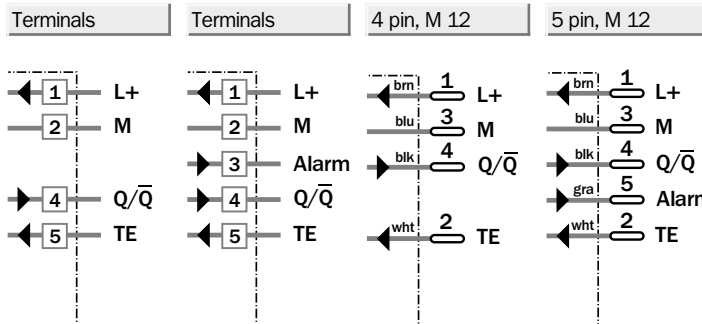 Terminals
1 L+
2 M
4 Q/Q̅
5 TE
Terminals
1 L+
2 M
3 Alarm
4 Q/Q̅
5 TE
4 pin, M 12
brn 1 L+
blu 3 M
blk 4 Q/Q̅
wht 2 TE
5 pin, M 12
brn 1 L+
blu 3 M
blk 4 Q/Q̅
gra 5 Alarm
wht 2 TE